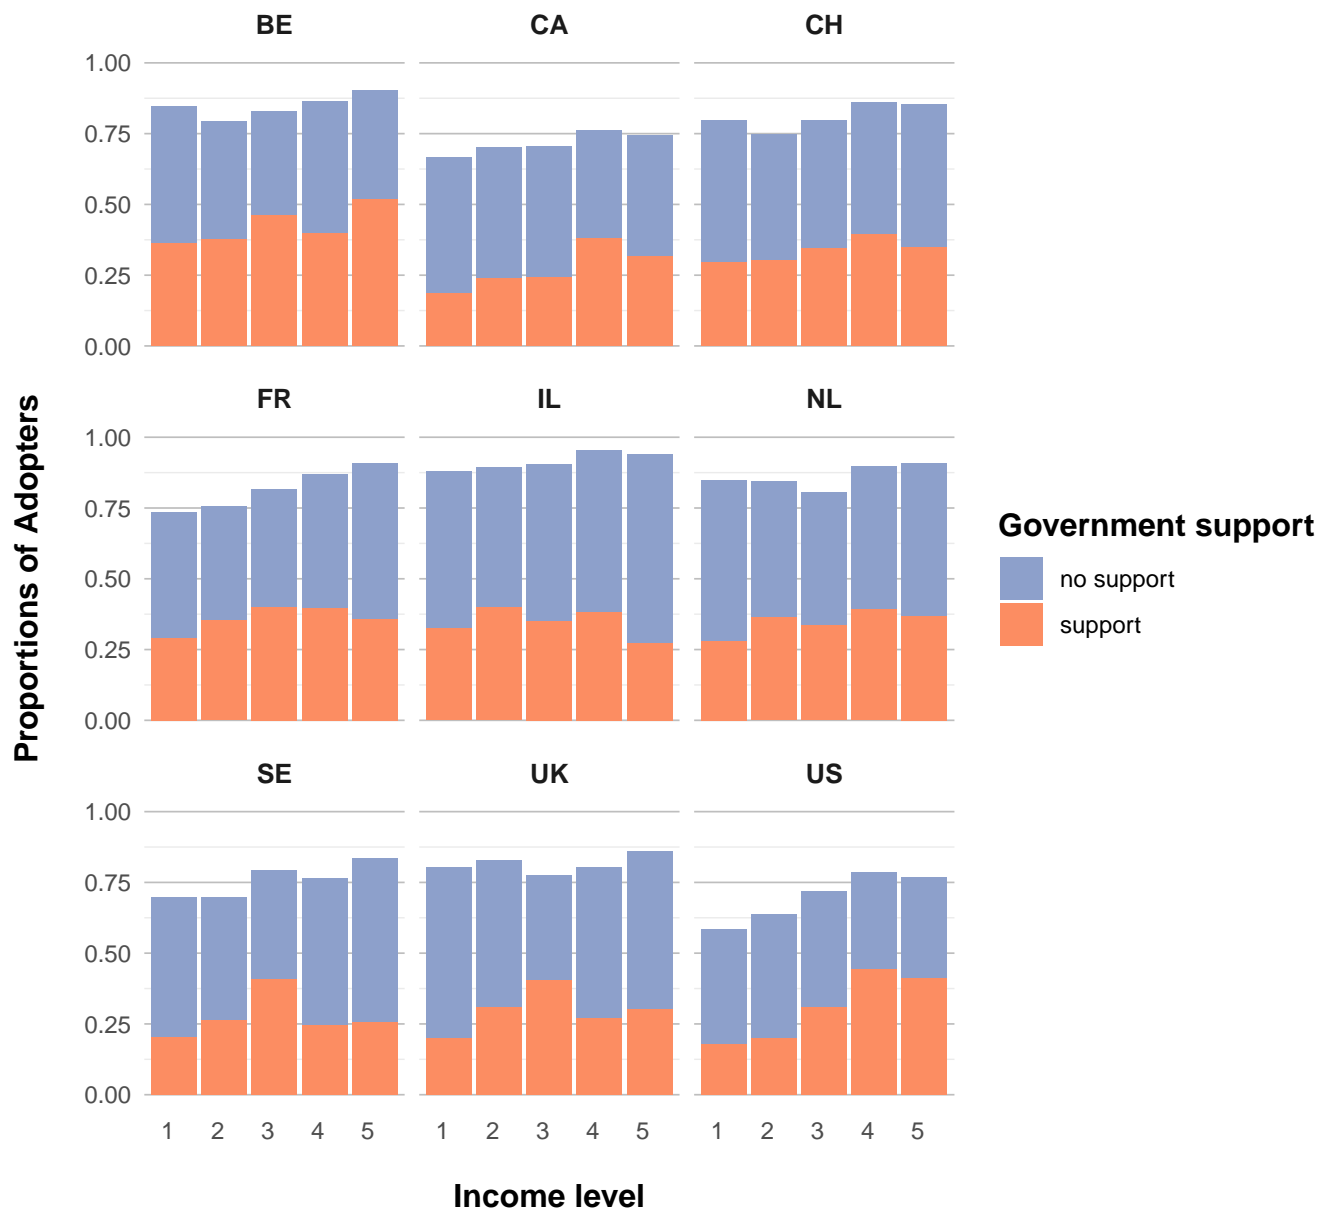 BE CA CH
1.00
0.75
0.50
0.25
0.00
FR IL NL
1.00
0.75
0.50
0.25
0.00
SE UK US
1.00
0.75
0.50
0.25
0.00
1 2 3 4 5 1 2 3 4 5 1 2 3 4 5
Income level
Proportions of Adopters
Government support
no support
support